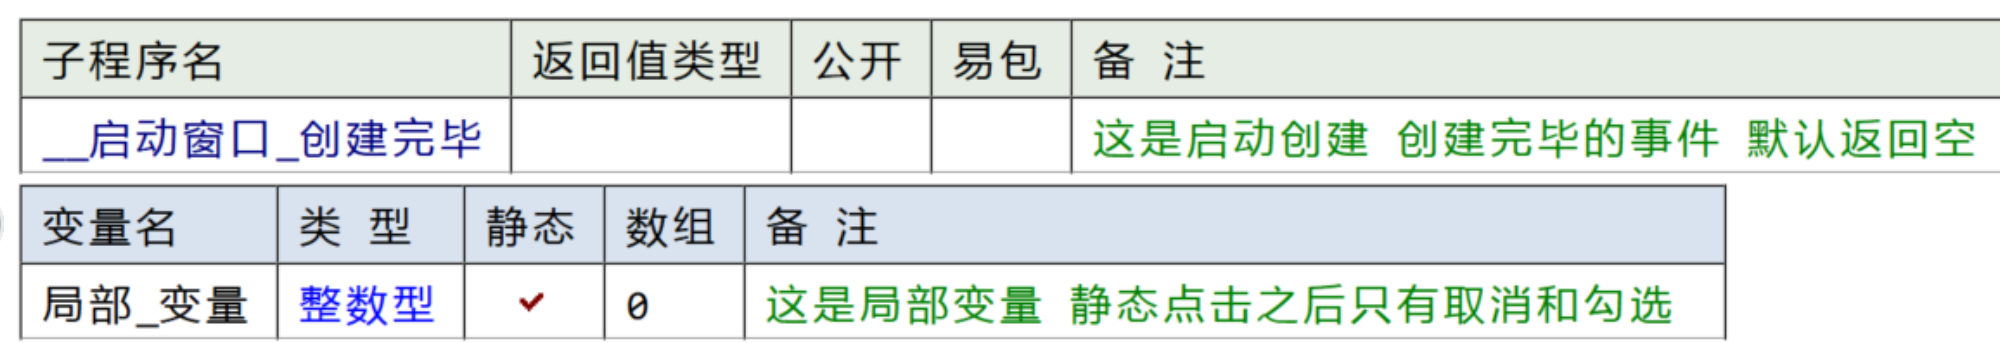 子程序名 返回值类型 公开 易包 备 注
__启动窗口_创建完毕 这是启动创建 创建完毕的事件 默认返回空
变量名 类 型 静态 数组 备 注
局部_变量 整数型 ✓ 0 这是局部变量 静态点击之后只有取消和勾选